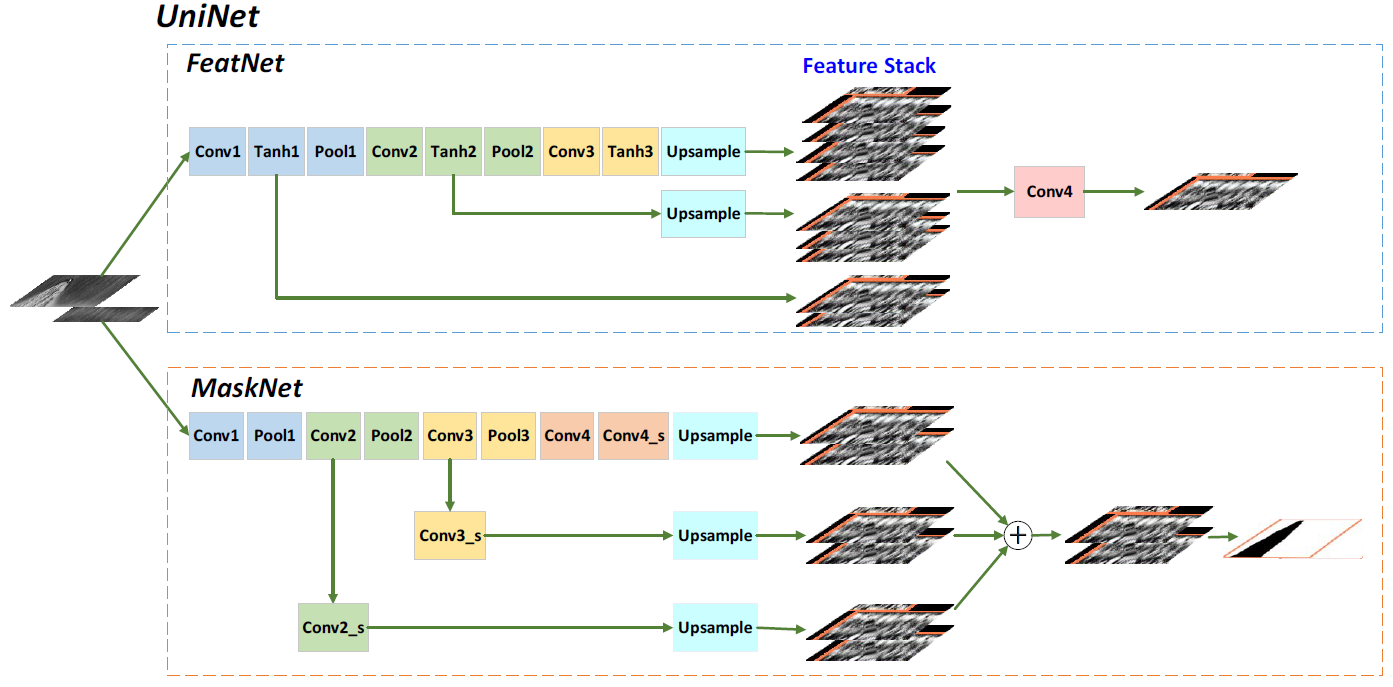 UniNet
FeatNet
Feature Stack
Conv1 Tanh1 Pool1 Conv2 Tanh2 Pool2 Conv3 Tanh3 Upsample
Conv4
Upsample
MaskNet
Conv1 Pool1 Conv2 Pool2 Conv3 Pool3 Conv4 Conv4_s Upsample
Conv3_s Upsample
Conv2_s Upsample